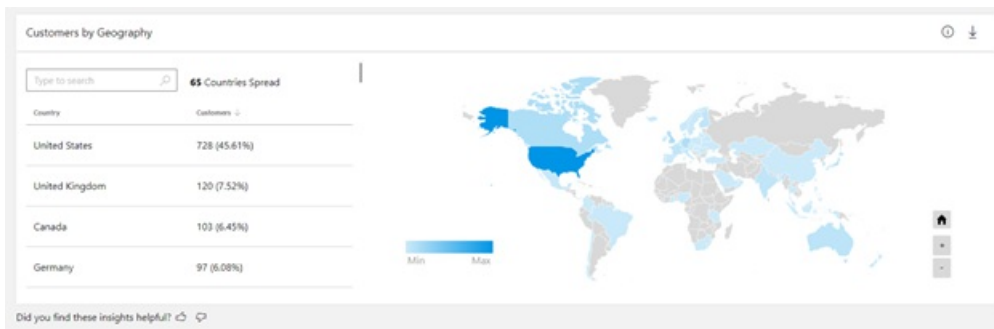 Customers by Geography
Type to search
65 Countries Spread
Country
Customers
United States
728 (45.61%)
United Kingdom
120 (7.52%)
Canada
103 (6.45%)
Germany
97 (6.08%)
Min
Max
Did you find these insights helpful?